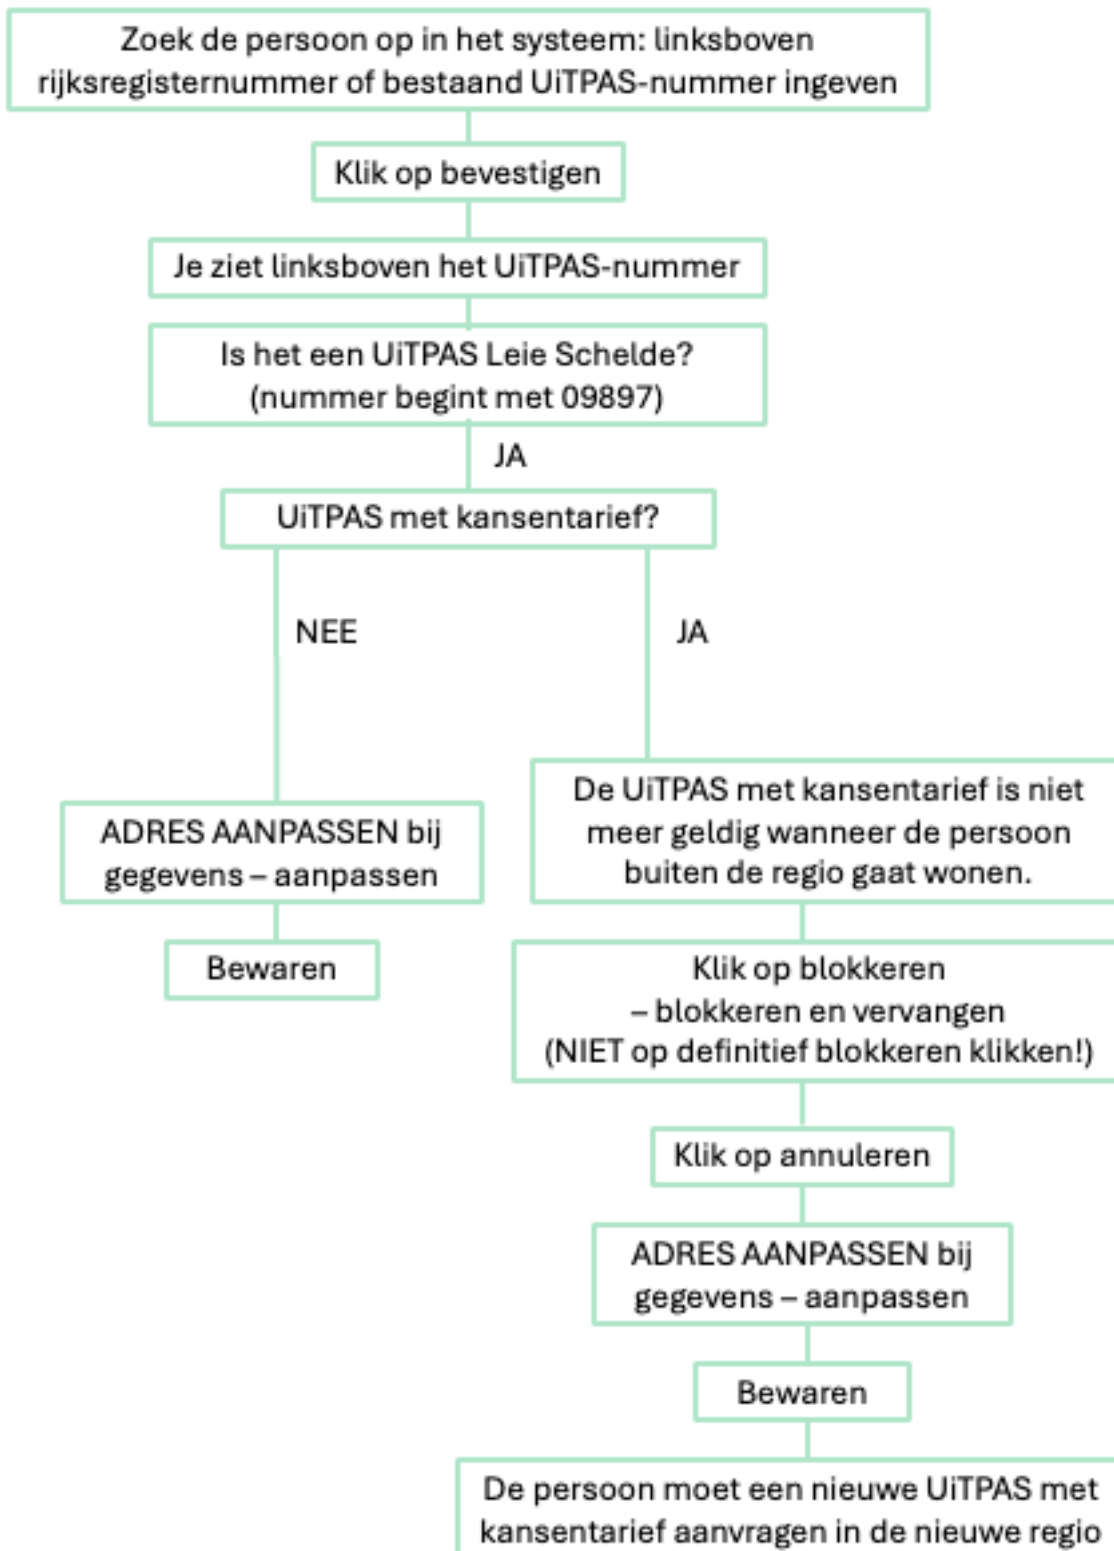 Zoek de persoon op in het systeem: linksboven
rijksregisternummer of bestaand UiTPAS-nummer ingeven
Klik op bevestigen
Je ziet linksboven het UiTPAS-nummer
Is het een UiTPAS Leie Schelde?
(nummer begint met 09897)
JA
UiTPAS met kansentarief?
NEE
JA
ADRES AANPASSEN bij
gegevens – aanpassen
Bewaren
De UiTPAS met kansentarief is niet
meer geldig wanneer de persoon
buiten de regio gaat wonen.
Klik op blokkeren
– blokkeren en vervangen
(NIET op definitief blokkeren klikken!)
Klik op annuleren
ADRES AANPASSEN bij
gegevens – aanpassen
Bewaren
De persoon moet een nieuwe UiTPAS met
kansentarief aanvragen in de nieuwe regio